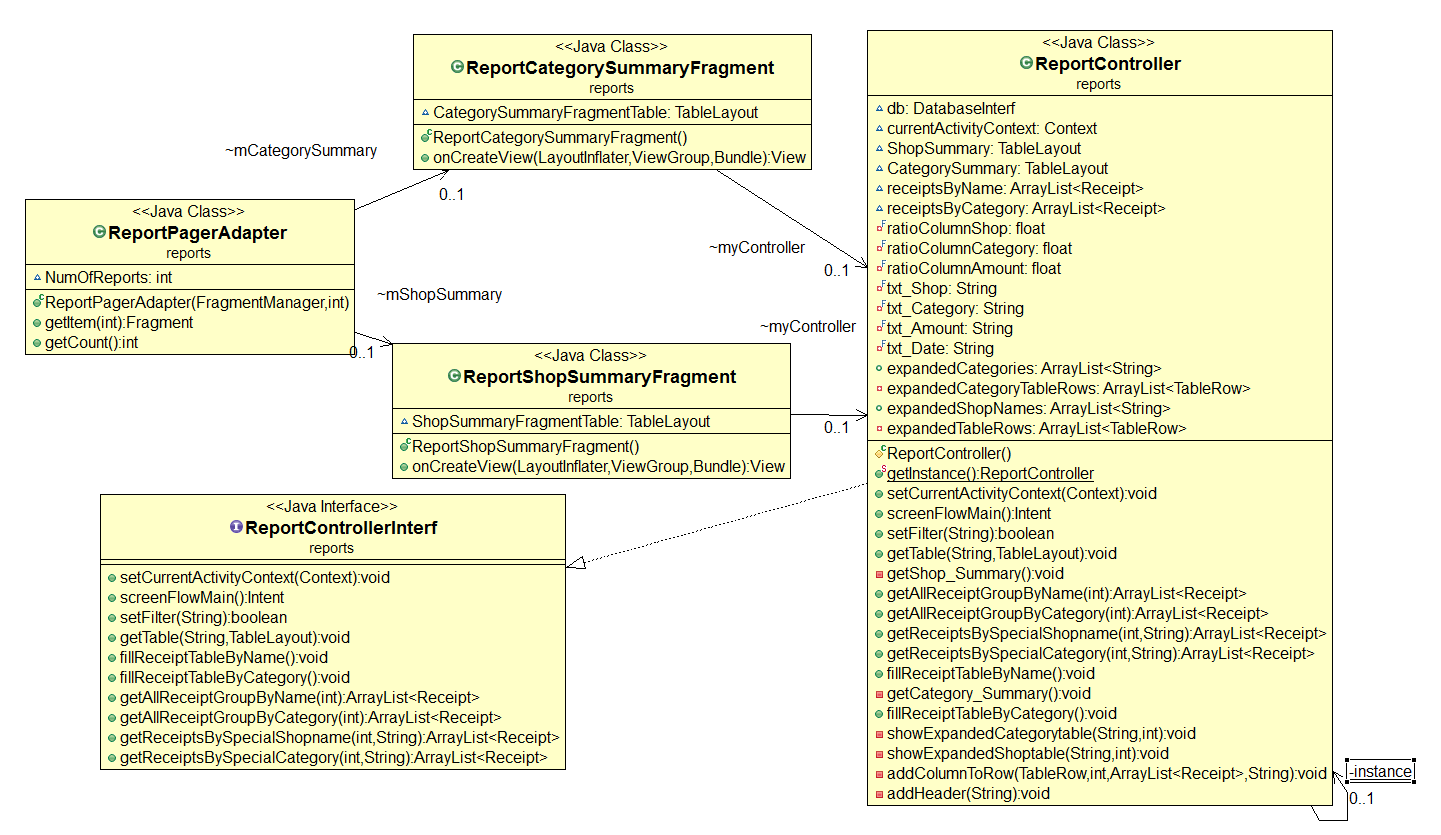 <<Java Class>>
ReportCategorySummaryFragment
reports
CategorySummaryFragmentTable: TableLayout
ReportCategorySummaryFragment()
onCreateView(LayoutInflater,ViewGroup,Bundle):View
~mCategorySummary
0..1
<<Java Class>>
ReportPagerAdapter
reports
NumOfReports: int
ReportPagerAdapter(FragmentManager,int)
getItem(int):Fragment
getCount():int
~mShopSummary
0..1
~myController
0..1
~myController
0..1
<<Java Class>>
ReportShopSummaryFragment
reports
ShopSummaryFragmentTable: TableLayout
ReportShopSummaryFragment()
onCreateView(LayoutInflater,ViewGroup,Bundle):View
<<Java Interface>>
ReportControllerInterf
reports
setCurrentActivityContext(Context):void
screenFlowMain():Intent
setFilter(String):boolean
getTable(String,TableLayout):void
fillReceiptTableByName():void
fillReceiptTableByCategory():void
getAllReceiptGroupByName(int):ArrayList<Receipt>
getAllReceiptGroupByCategory(int):ArrayList<Receipt>
getReceiptsBySpecialShopname(int,String):ArrayList<Receipt>
getReceiptsBySpecialCategory(int,String):ArrayList<Receipt>
<<Java Class>>
ReportController
reports
db: DatabaseInterf
currentActivityContext: Context
ShopSummary: TableLayout
CategorySummary: TableLayout
receiptsByName: ArrayList<Receipt>
receiptsByCategory: ArrayList<Receipt>
ratioColumnShop: float
ratioColumnCategory: float
ratioColumnAmount: float
txt_Shop: String
txt_Category: String
txt_Amount: String
txt_Date: String
expandedCategories: ArrayList<String>
expandedCategoryTableRows: ArrayList<TableRow>
expandedShopNames: ArrayList<String>
expandedTableRows: ArrayList<TableRow>
ReportController()
getInstance():ReportController
setCurrentActivityContext(Context):void
screenFlowMain():Intent
setFilter(String):boolean
getTable(String,TableLayout):void
getShop_Summary():void
getAllReceiptGroupByName(int):ArrayList<Receipt>
getAllReceiptGroupByCategory(int):ArrayList<Receipt>
getReceiptsBySpecialShopname(int,String):ArrayList<Receipt>
getReceiptsBySpecialCategory(int,String):ArrayList<Receipt>
fillReceiptTableByName():void
getCategory_Summary():void
fillReceiptTableByCategory():void
showExpandedCategorytable(String,int):void
showExpandedShoptable(String,int):void
addColumnToRow(TableRow,int,ArrayList<Receipt>,String):void
addHeader(String):void
-instance
0..1